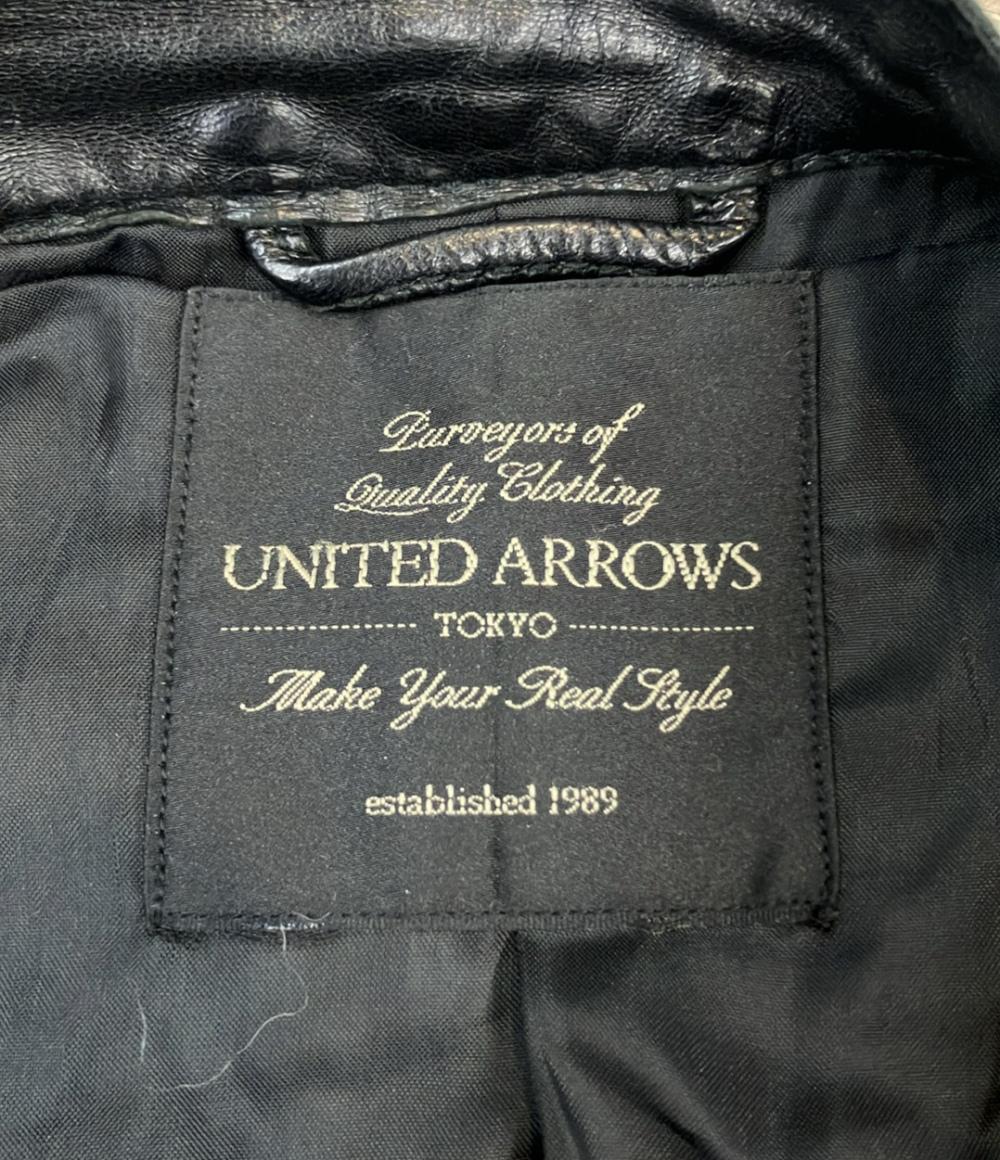 Purveyors of
Quality Clothing
UNITED ARROWS
TOKYO
Make Your Real Style
established 1989